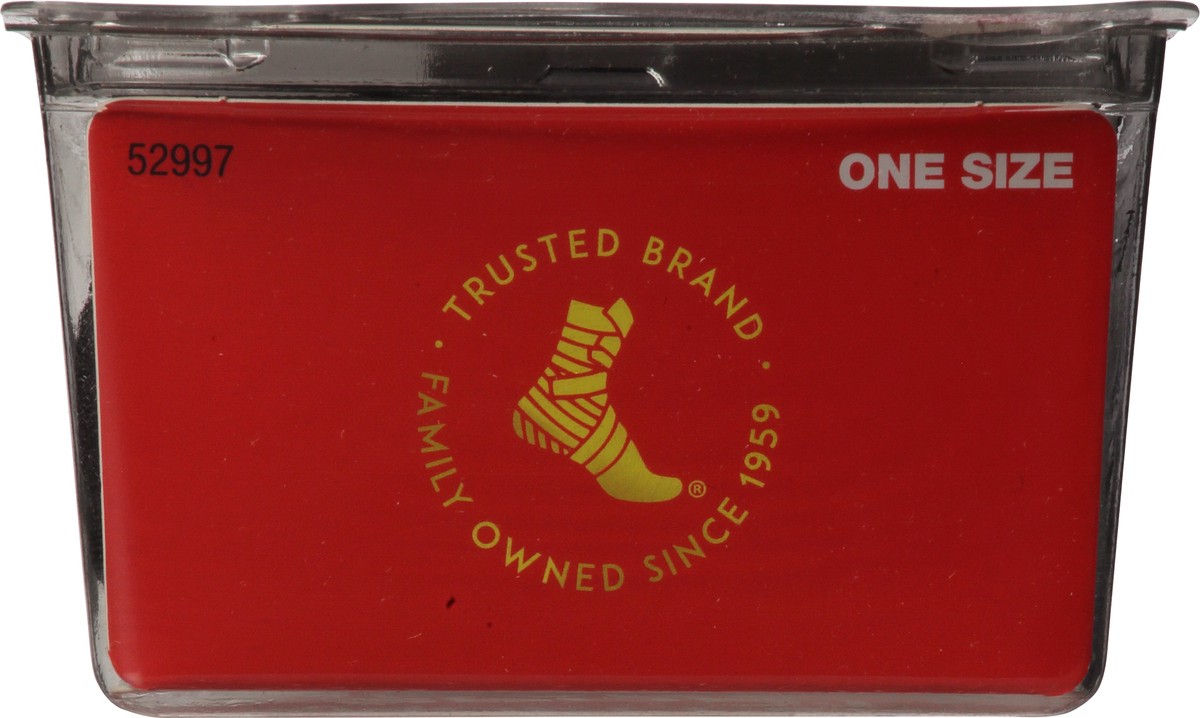 52997
ONE SIZE
· TRUSTED BRAND ·
FAMILY OWNED SINCE 1959
®